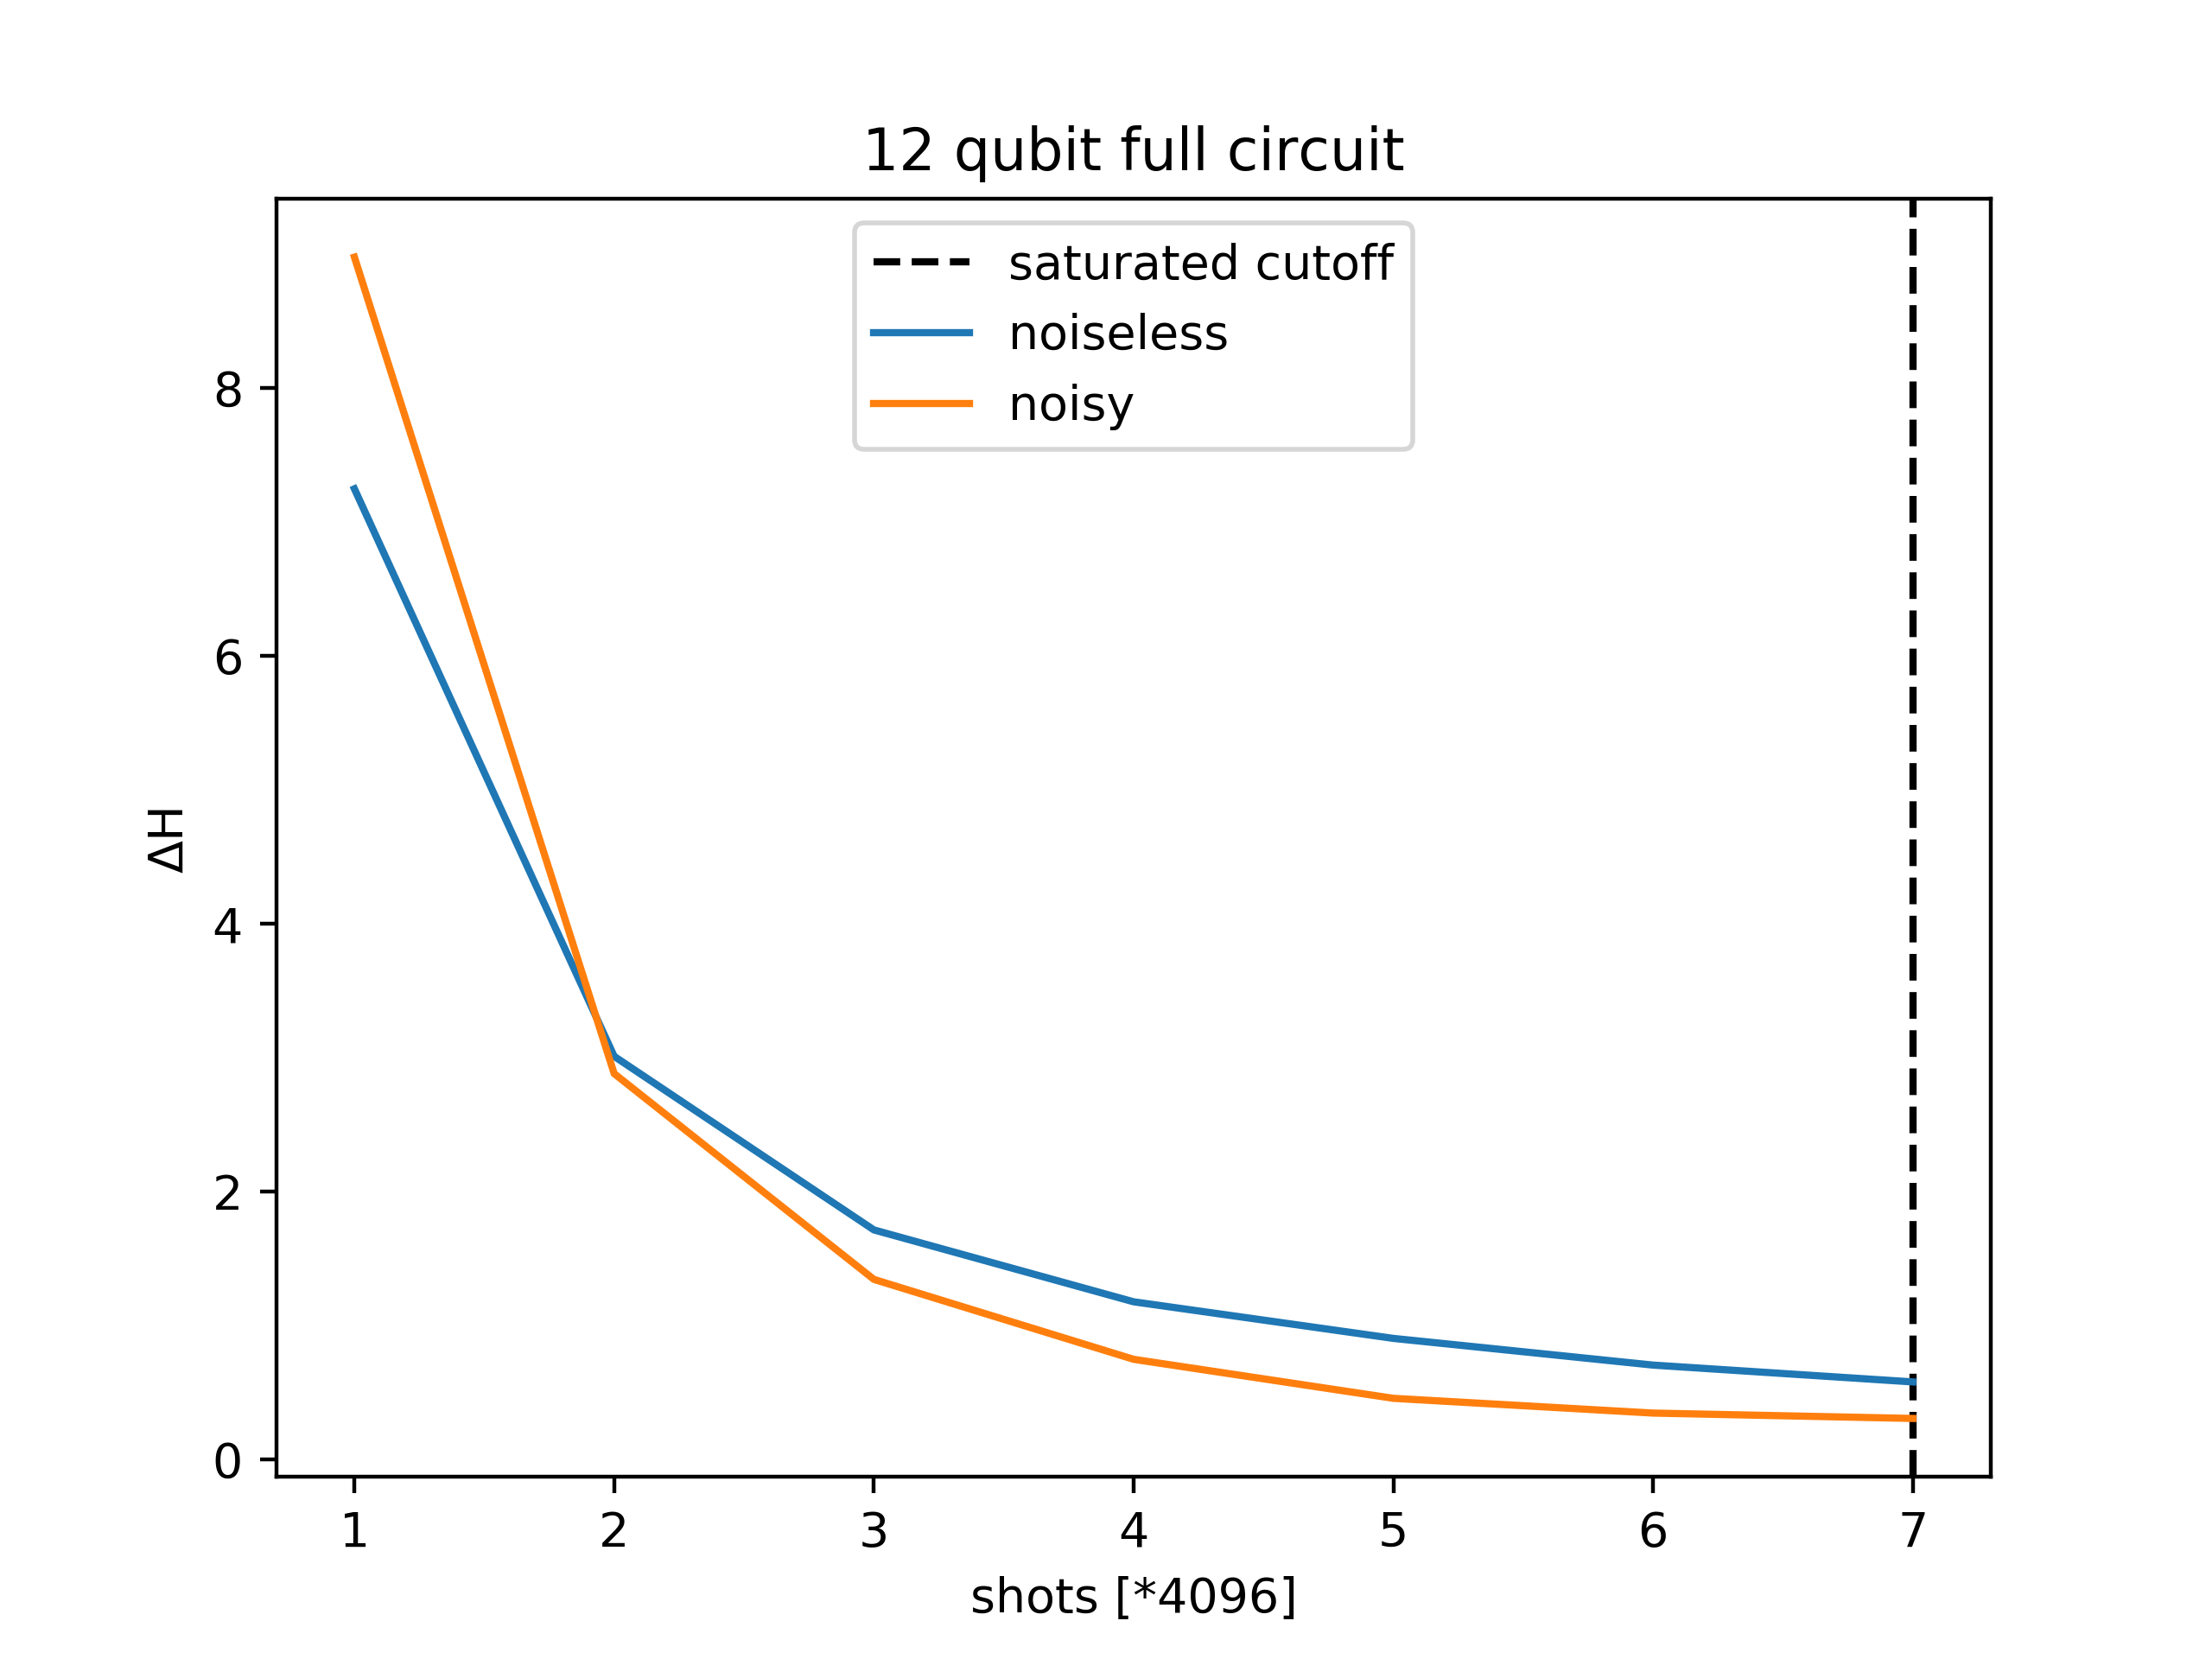 12 qubit full circuit
saturated cutoff
noiseless
noisy
8
6
4
2
0
ΔH
1 2 3 4 5 6 7
shots [*4096]